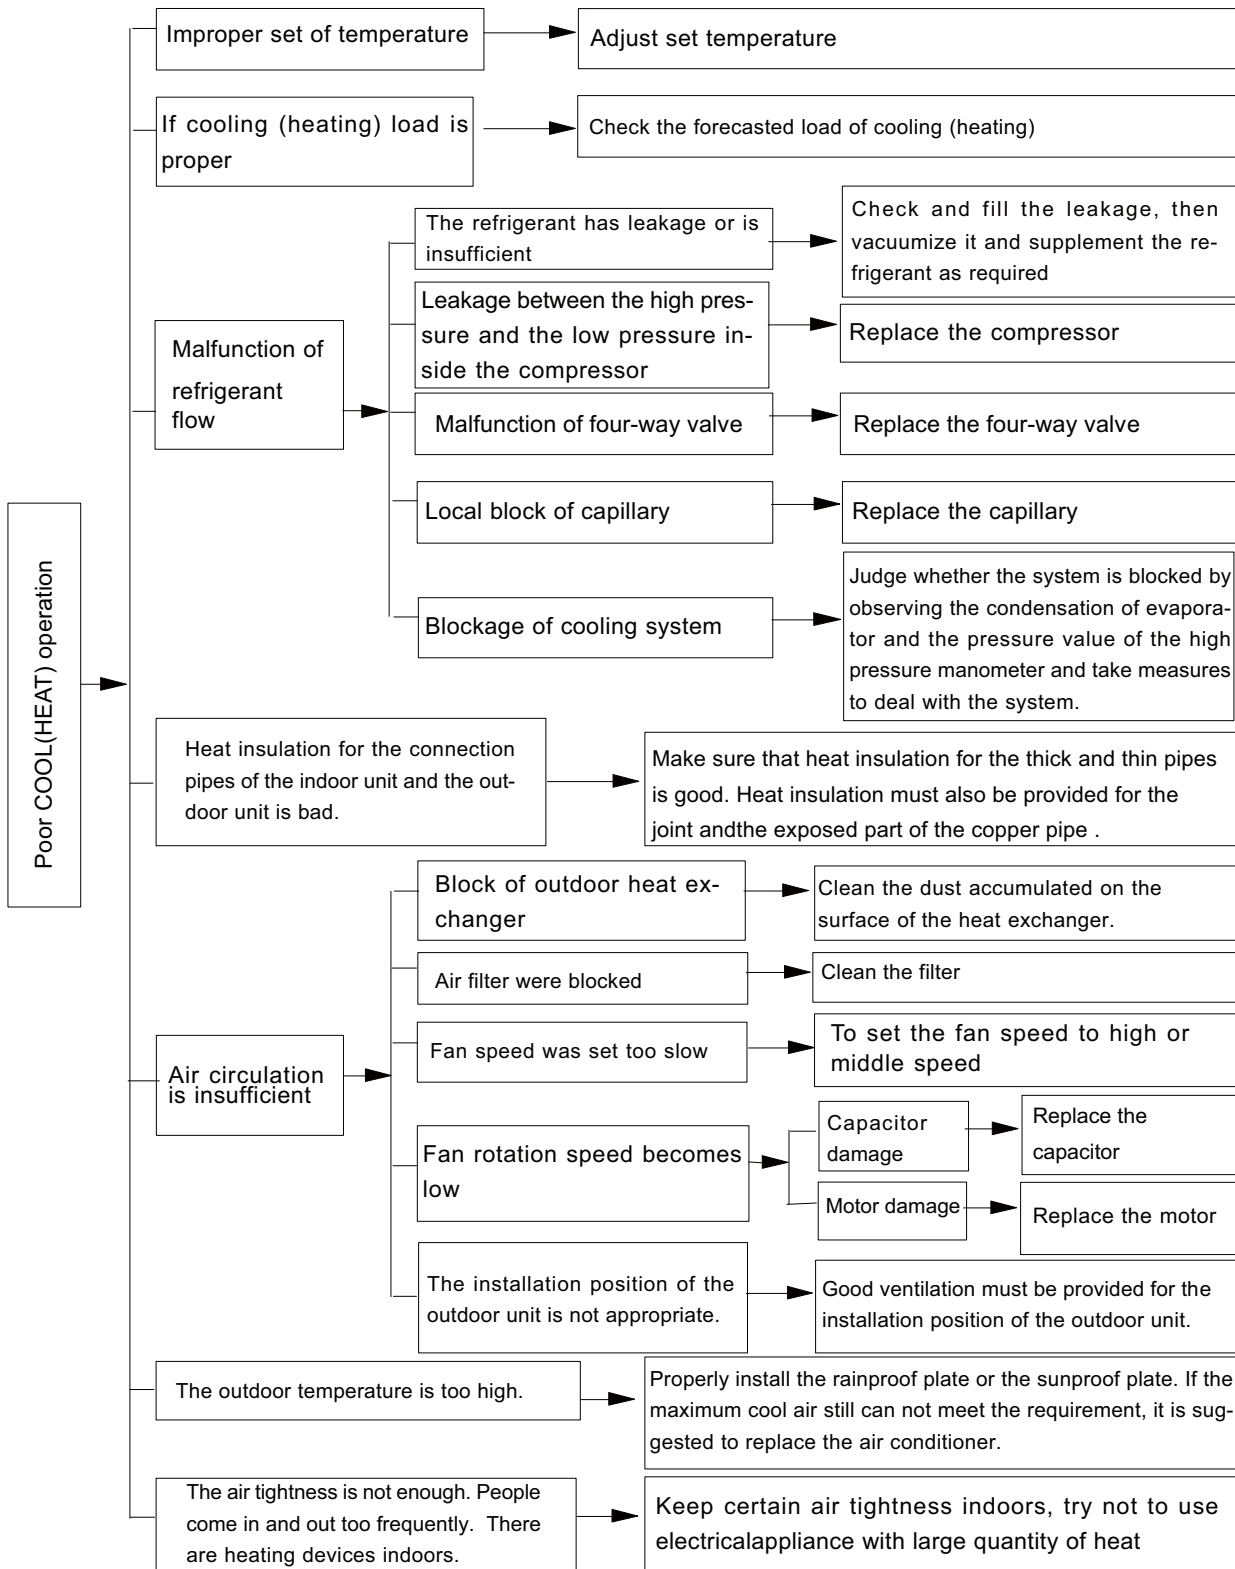 Improper set of temperature
Adjust set temperature
If cooling (heating) load is
proper
Check the forecasted load of cooling (heating)
Poor COOL(HEAT) operation
Malfunction of
refrigerant
flow
The refrigerant has leakage or is
insufficient
Check and fill the leakage, then
vacuumize it and supplement the re-
frigerant as required
Leakage between the high pres-
sure and the low pressure in-
side the compressor
Replace the compressor
Malfunction of four-way valve
Replace the four-way valve
Local block of capillary
Replace the capillary
Blockage of cooling system
Judge whether the system is blocked by
observing the condensation of evapora-
tor and the pressure value of the high
pressure manometer and take measures
to deal with the system.
Heat insulation for the connection
pipes of the indoor unit and the out-
door unit is bad.
Make sure that heat insulation for the thick and thin pipes
is good. Heat insulation must also be provided for the
joint andthe exposed part of the copper pipe .
Air circulation
is insufficient
Block of outdoor heat ex-
changer
Clean the dust accumulated on the
surface of the heat exchanger.
Air filter were blocked
Clean the filter
Fan speed was set too slow
To set the fan speed to high or
middle speed
Fan rotation speed becomes
low
Capacitor
damage
Replace the
capacitor
Motor damage
Replace the motor
The installation position of the
outdoor unit is not appropriate.
Good ventilation must be provided for the
installation position of the outdoor unit.
The outdoor temperature is too high.
Properly install the rainproof plate or the sunproof plate. If the
maximum cool air still can not meet the requirement, it is sug-
gested to replace the air conditioner.
The air tightness is not enough. People
come in and out too frequently. There
are heating devices indoors.
Keep certain air tightness indoors, try not to use
electricalappliance with large quantity of heat